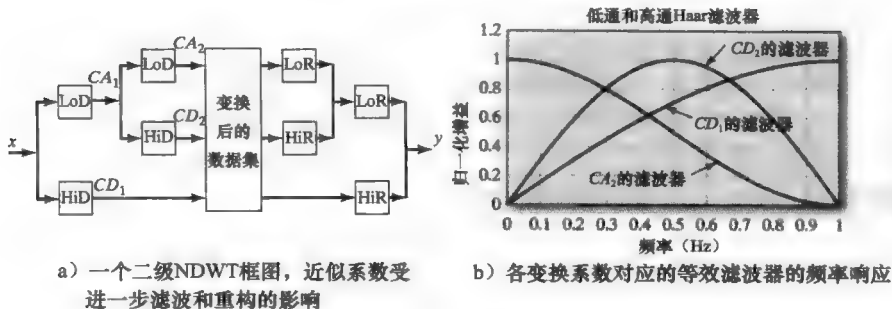 x
LoD
CA₁
LoD
CA₂
HiD
CD₂
HiD
CD₁
变换
后的
数据集
LoR
HiR
LoR
HiR
y
a）一个二级NDWT框图，近似系数受
进一步滤波和重构的影响
低通和高通Haar滤波器
归一化增益
1.2
1
0.8
0.6
0.4
0.2
0
CD₂的滤波器
CD₁的滤波器
CA₂的滤波器
0 0.1 0.2 0.3 0.4 0.5 0.6 0.7 0.8 0.9 1
频率（Hz）
b）各变换系数对应的等效滤波器的频率响应